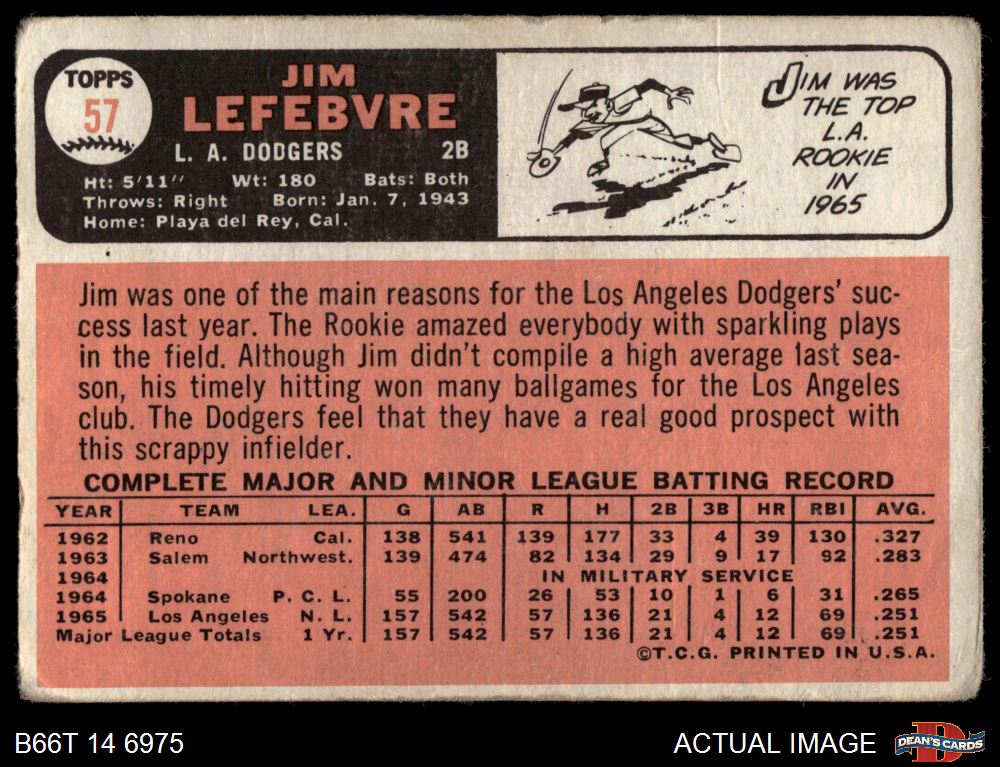 TOPPS
57
JIM
LEFEBVRE
L. A. DODGERS 2B
Ht: 5'11" Wt: 180 Bats: Both
Throws: Right Born: Jan. 7, 1943
Home: Playa del Rey, Cal.
JIM WAS
THE TOP
L.A.
ROOKIE
IN
1965
Jim was one of the main reasons for the Los Angeles Dodgers' suc-
cess last year. The Rookie amazed everybody with sparkling plays
in the field. Although Jim didn't compile a high average last sea-
son, his timely hitting won many ballgames for the Los Angeles
club. The Dodgers feel that they have a real good prospect with
this scrappy infielder.
COMPLETE MAJOR AND MINOR LEAGUE BATTING RECORD
YEAR TEAM LEA. G AB R H 2B 3B HR RBI AVG.
1962 Reno Cal. 138 541 139 177 33 4 39 130 .327
1963 Salem Northwest. 139 474 82 134 29 9 17 92 .283
1964 IN MILITARY SERVICE
1964 Spokane P. C. L. 55 200 26 53 10 1 6 31 .265
1965 Los Angeles N. L. 157 542 57 136 21 4 12 69 .251
Major League Totals 1 Yr. 157 542 57 136 21 4 12 69 .251
©T.C.G. PRINTED IN U.S.A.
B66T 14 6975 ACTUAL IMAGE DEAN'S CARDS